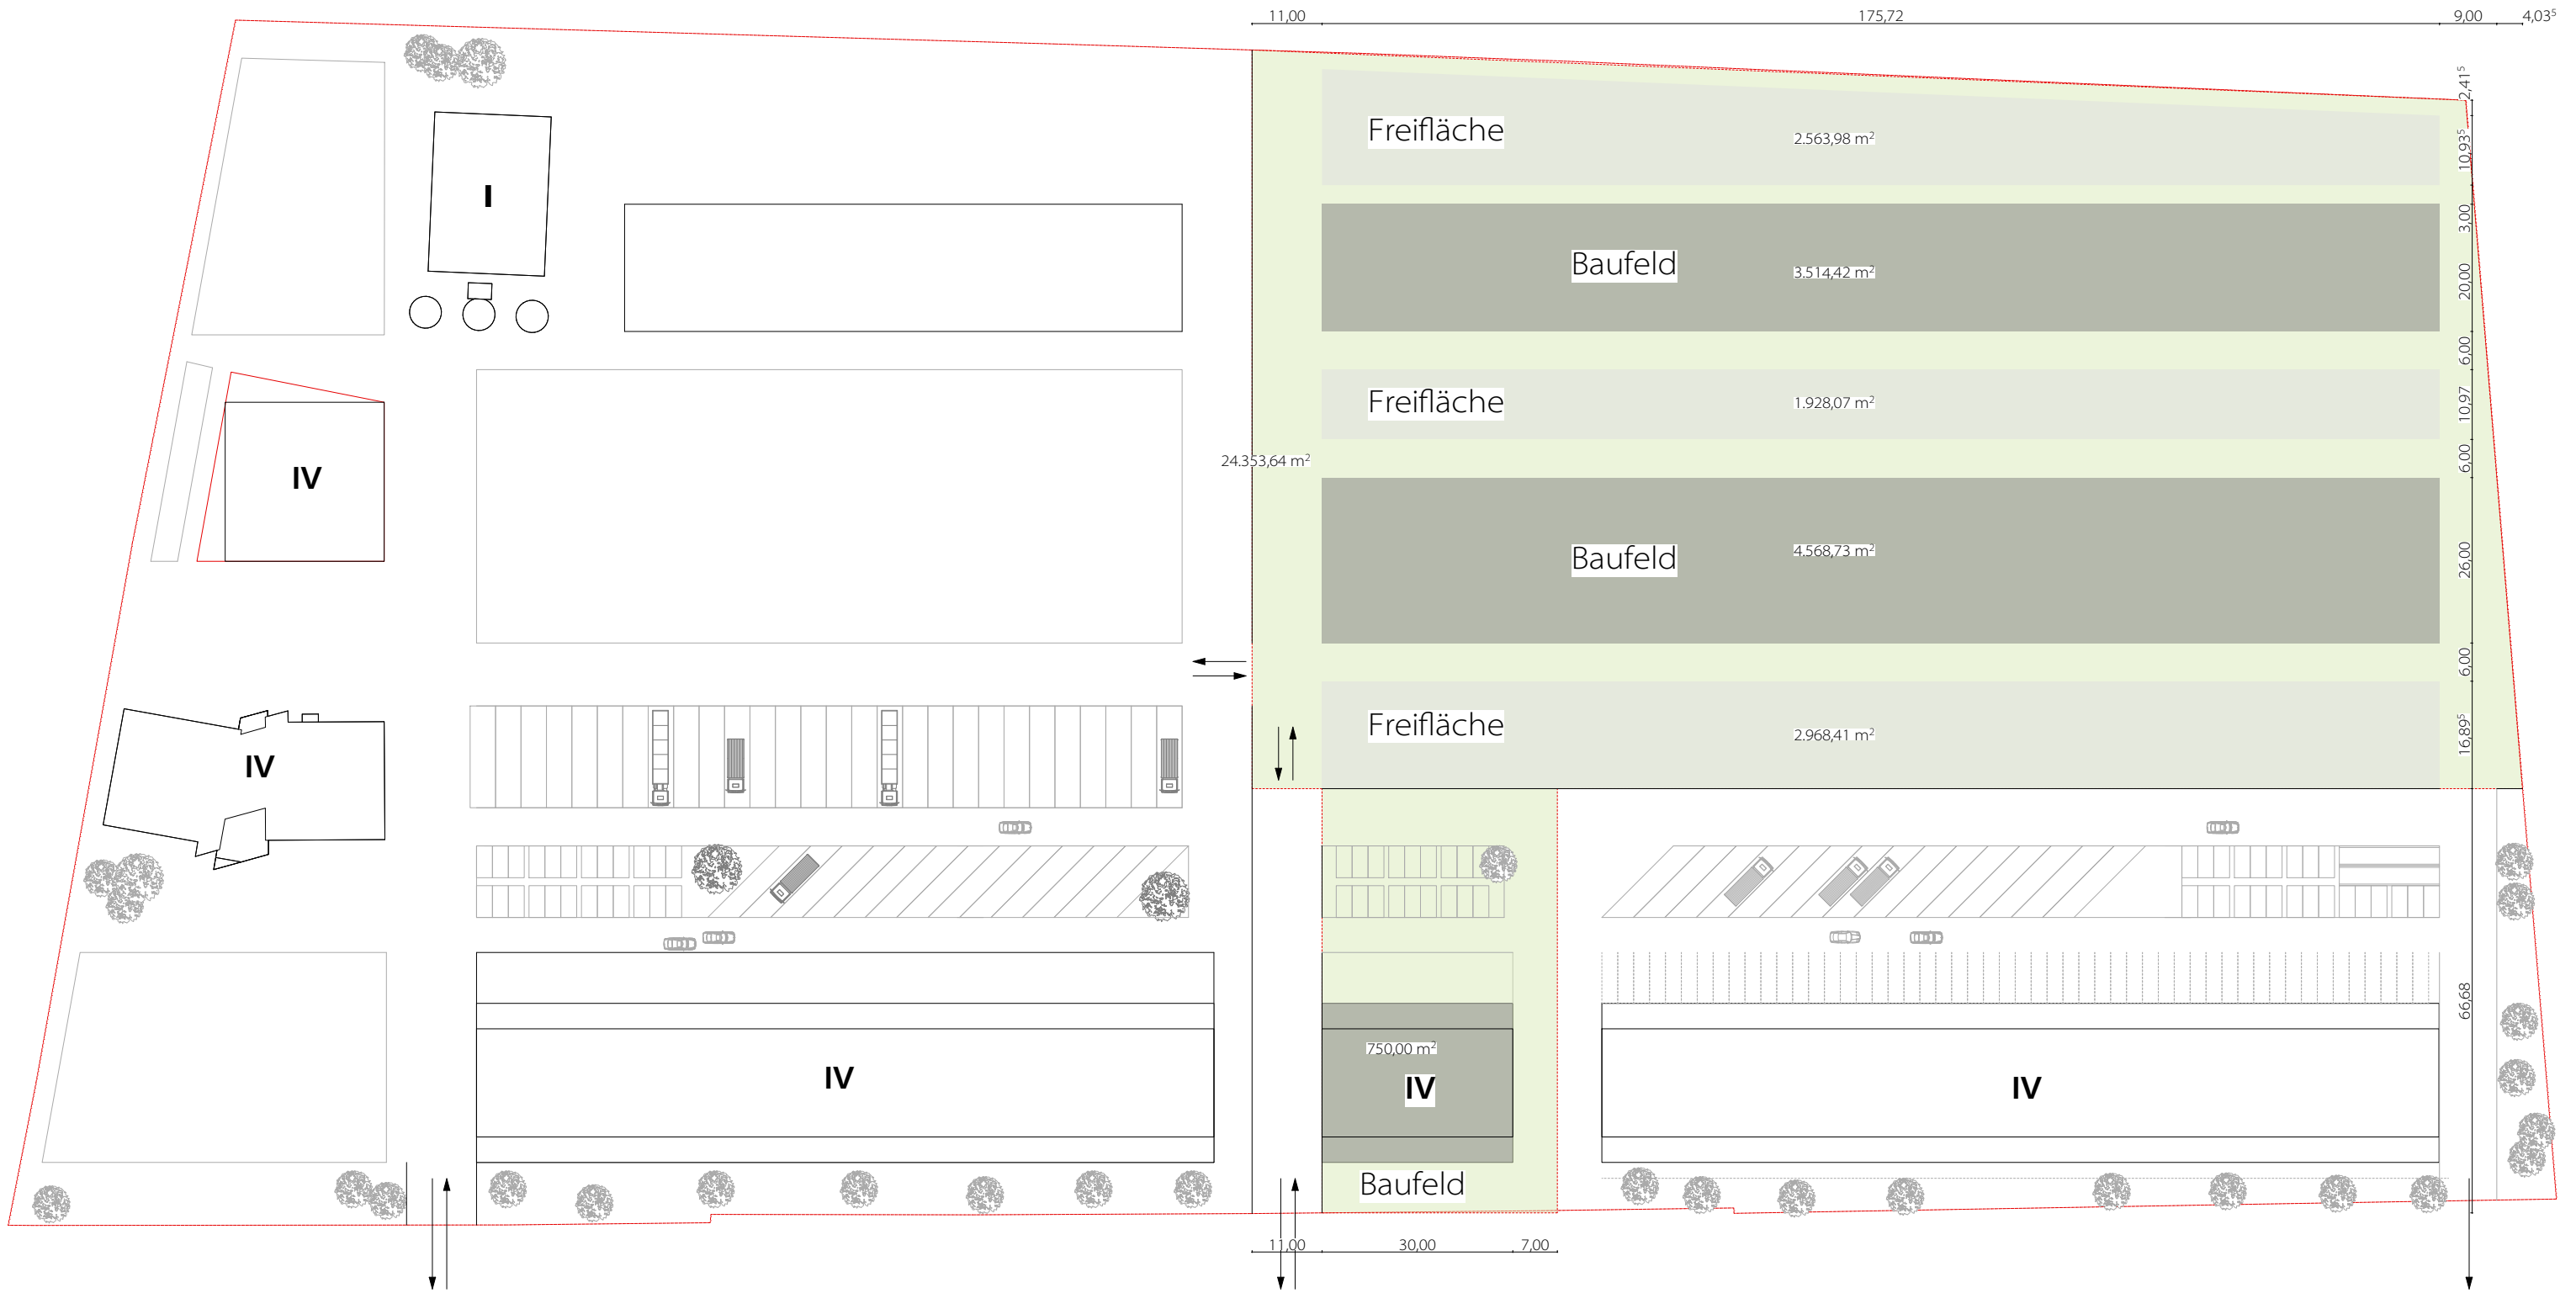 11,00
175,72
9,00
4,03⁵
2,41⁵
Freifläche
2.563,98 m²
10,93⁵
I
3,00
Baufeld
3.514,42 m²
20,00
6,00
Freifläche
1.928,07 m²
10,97
24.353,64 m²
6,00
IV
Baufeld
4.568,73 m²
26,00
6,00
Freifläche
2.968,41 m²
16,89⁵
IV
66,68
750,00 m²
IV
IV
IV
Baufeld
11,00
30,00
7,00